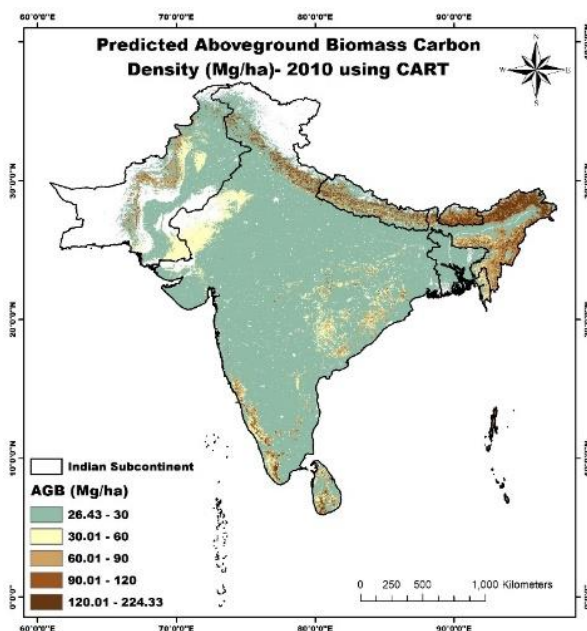 60°0'0"E 70°0'0"E 80°0'0"E 90°0'0"E
Predicted Aboveground Biomass Carbon
Density (Mg/ha)- 2010 using CART
N
W E
S
30°0'0"N
20°0'0"N
10°0'0"N
0°0'0"
Indian Subcontinent
AGB (Mg/ha)
26.43 - 30
30.01 - 60
60.01 - 90
90.01 - 120
120.01 - 224.33
0 250 500 1,000 Kilometers
60°0'0"E 70°0'0"E 80°0'0"E 90°0'0"E